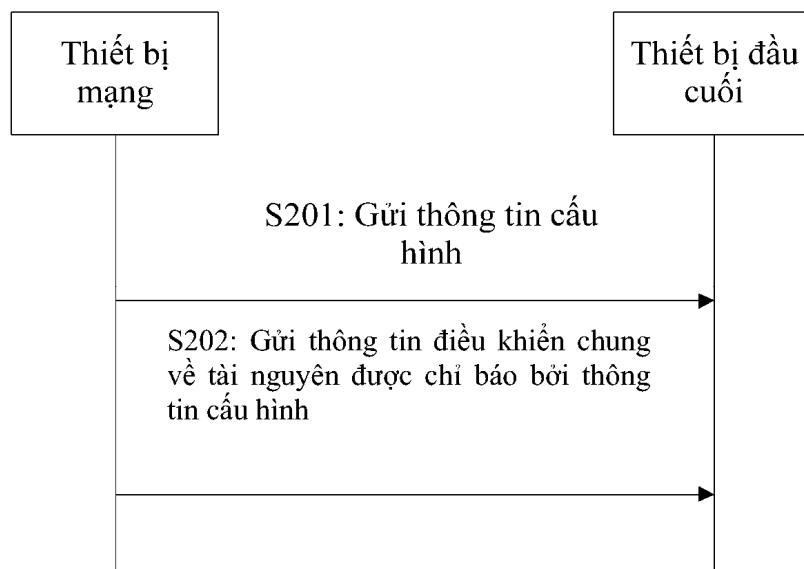 Thiết bị
mạng
Thiết bị đầu
cuối
S201: Gửi thông tin cấu
hình
S202: Gửi thông tin điều khiển chung
về tài nguyên được chỉ báo bởi thông
tin cấu hình